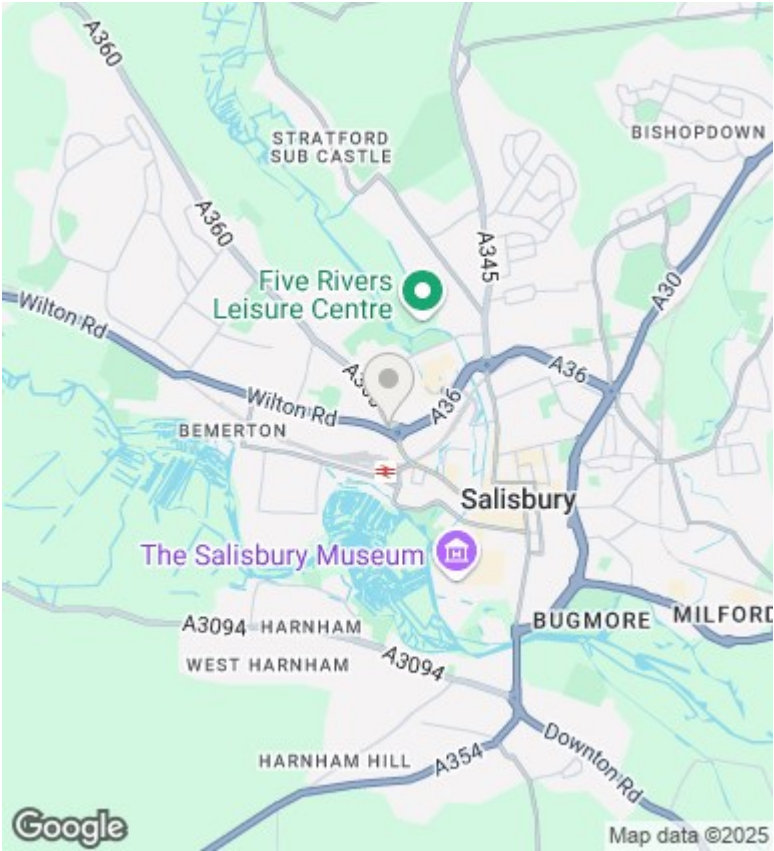 A360
STRATFORD
SUB CASTLE
BISHOPDOWN
A360
A345
Five Rivers
Leisure Centre
A30
Wilton Rd
A36
A36
Wilton Rd
BEMERTON
Salisbury
The Salisbury Museum
A3094
HARNHAM
BUGMORE
MILFORD
WEST HARNHAM
A3094
HARNHAM HILL
A354
Downton Rd
Google
Map data ©2025